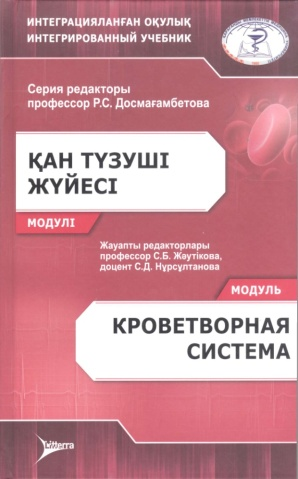 ИНТЕГРАЦИЯЛАНҒАН ОҚУЛЫҚ
ИНТЕГРИРОВАННЫЙ УЧЕБНИК
Серия редакторы
профессор Р.С. Досмағамбетова
ҚАН ТҮЗУШІ
ЖҮЙЕСІ
МОДУЛІ
Жауапты редакторлары
профессор С.Б. Жәутікова,
доцент С.Д. Нұрсұлтанова
МОДУЛЬ
КРОВЕТВОРНАЯ
СИСТЕМА
Litterra